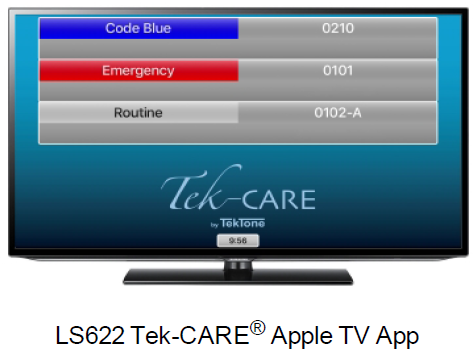 Code Blue 0210
Emergency 0101
Routine 0102-A
Tek-CARE
by TekTone
9:56
LS622 Tek-CARE® Apple TV App